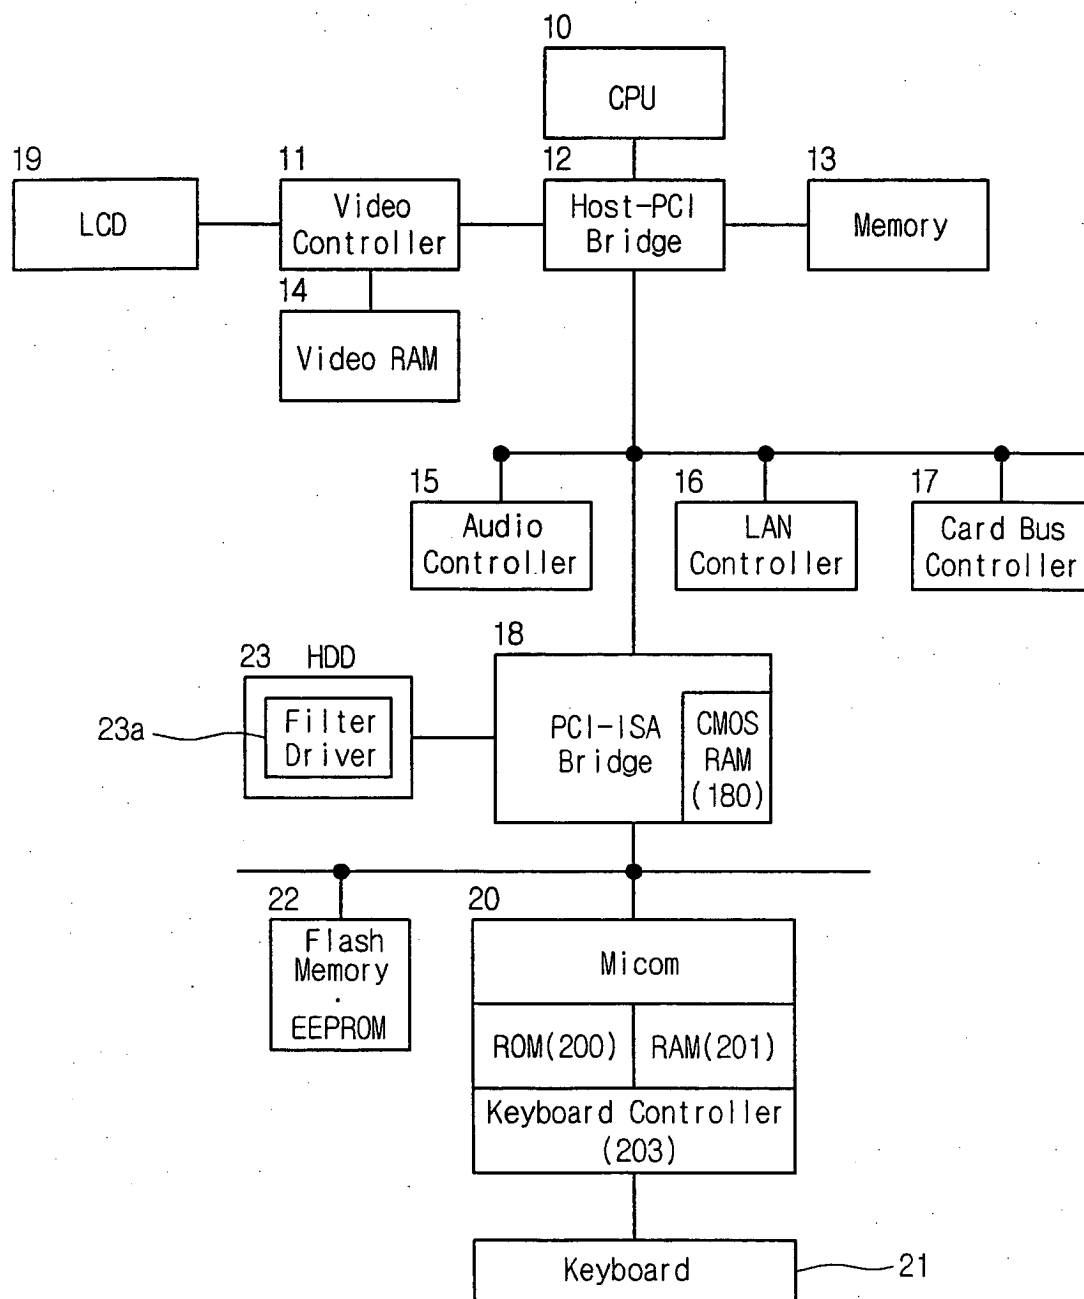 10
CPU
19
LCD
11
Video
Controller
12
Host-PCI
Bridge
13
Memory
14
Video RAM
15
Audio
Controller
16
LAN
Controller
17
Card Bus
Controller
18
PCI-ISA
Bridge
CMOS
RAM
(180)
23 HDD
Filter
Driver
23a
22
Flash
Memory
.
EEPROM
20
Micom
ROM(200)
RAM(201)
Keyboard Controller
(203)
Keyboard
21